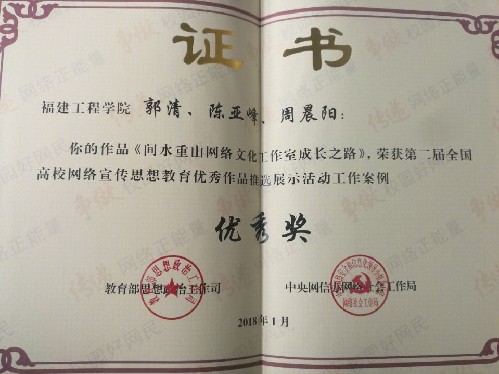 证书
福建工程学院 郭清、陈亚峰、周晨阳:
你的作品《间水重山网络文化工作室成长之路》,荣获第二届全国
高校网络宣传思想教育优秀作品推选展示活动工作案例
优秀奖
教育部思想政治工作司 中央网信办网络社会工作局
2018年1月